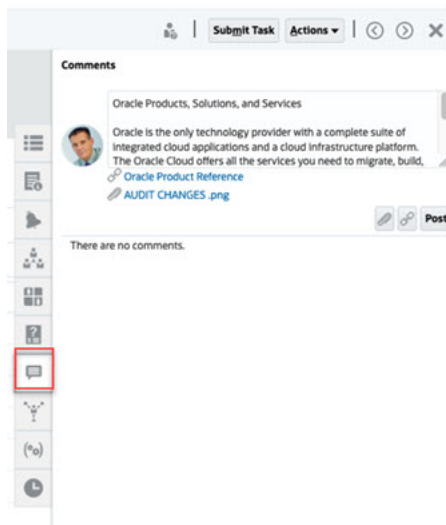 Submit Task Actions
Comments
Oracle Products, Solutions, and Services
Oracle is the only technology provider with a complete suite of
integrated cloud applications and a cloud infrastructure platform.
The Oracle Cloud offers all the services you need to migrate, build,
Oracle Product Reference
AUDIT CHANGES .png
Post
There are no comments.